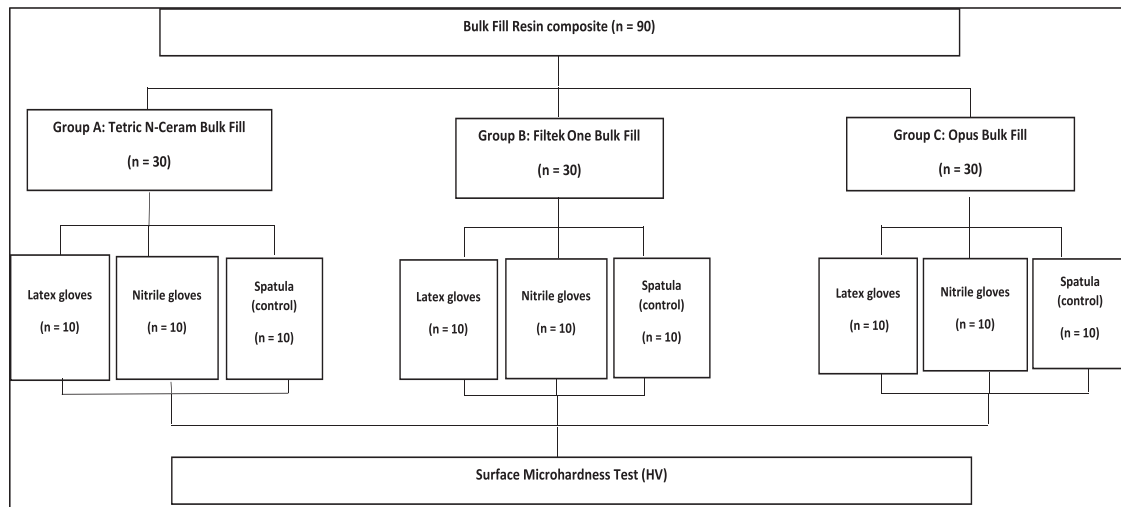 Bulk Fill Resin composite (n = 90)
Group A: Tetric N-Ceram Bulk Fill
(n = 30)
Group B: Filtek One Bulk Fill
(n = 30)
Group C: Opus Bulk Fill
(n = 30)
Latex gloves
(n = 10)
Nitrile gloves
(n = 10)
Spatula
(control)
(n = 10)
Latex gloves
(n = 10)
Nitrile gloves
(n = 10)
Spatula
(control)
(n = 10)
Latex gloves
(n = 10)
Nitrile gloves
(n = 10)
Spatula
(control)
(n = 10)
Surface Microhardness Test (HV)